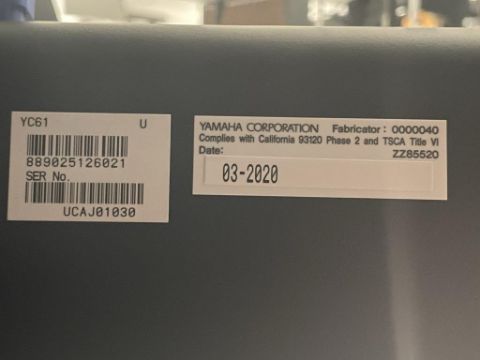 YC61 U
889025126021
SER No.
UCAJ01030
YAMAHA CORPORATION Fabricator: 0000040
Complies with California 93120 Phase 2 and TSCA Title VI
Date: ZZ85520
03-2020